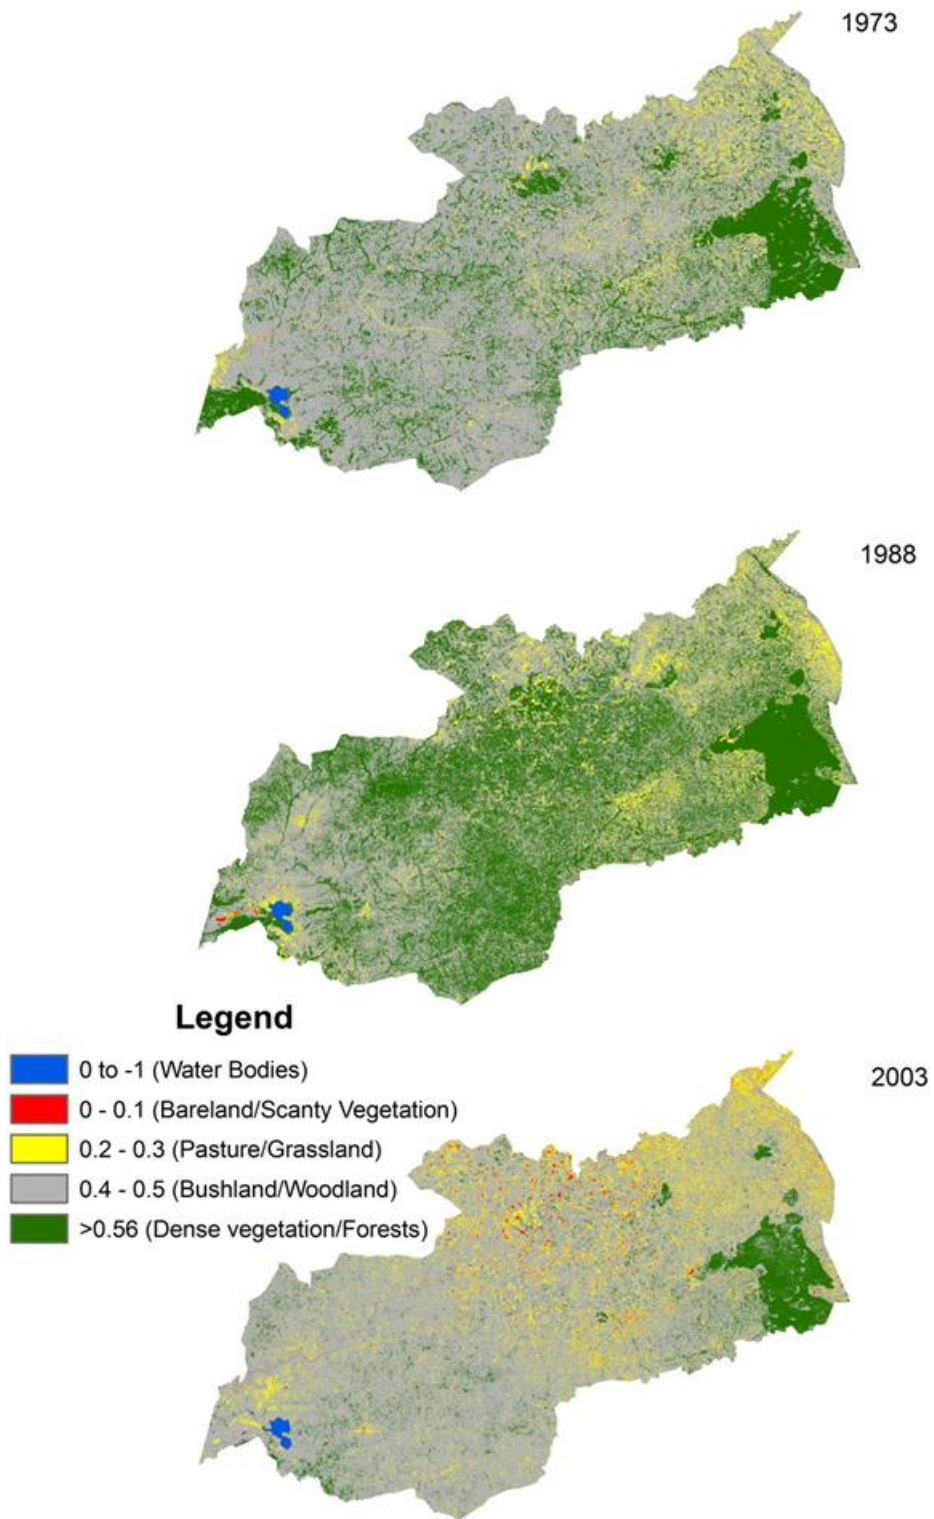 1973
1988
Legend
0 to -1 (Water Bodies)
0 - 0.1 (Bareland/Scanty Vegetation)
0.2 - 0.3 (Pasture/Grassland)
0.4 - 0.5 (Bushland/Woodland)
>0.56 (Dense vegetation/Forests)
2003